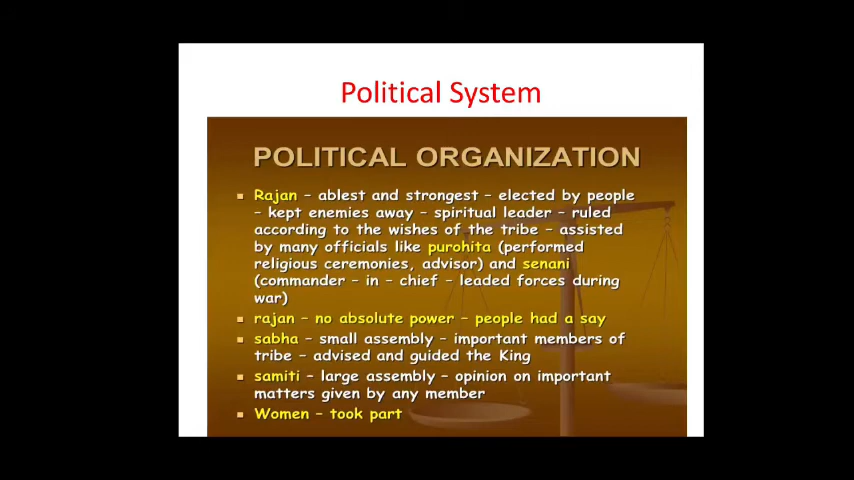 Political System
POLITICAL ORGANIZATION
▪ Rajan – ablest and strongest – elected by people
– kept enemies away – spiritual leader – ruled
according to the wishes of the tribe – assisted
by many officials like purohita (performed
religious ceremonies, advisor) and senani
(commander – in – chief – leaded forces during
war)
▪ rajan – no absolute power – people had a say
▪ sabha – small assembly – important members of
tribe – advised and guided the King
▪ samiti – large assembly – opinion on important
matters given by any member
▪ Women – took part